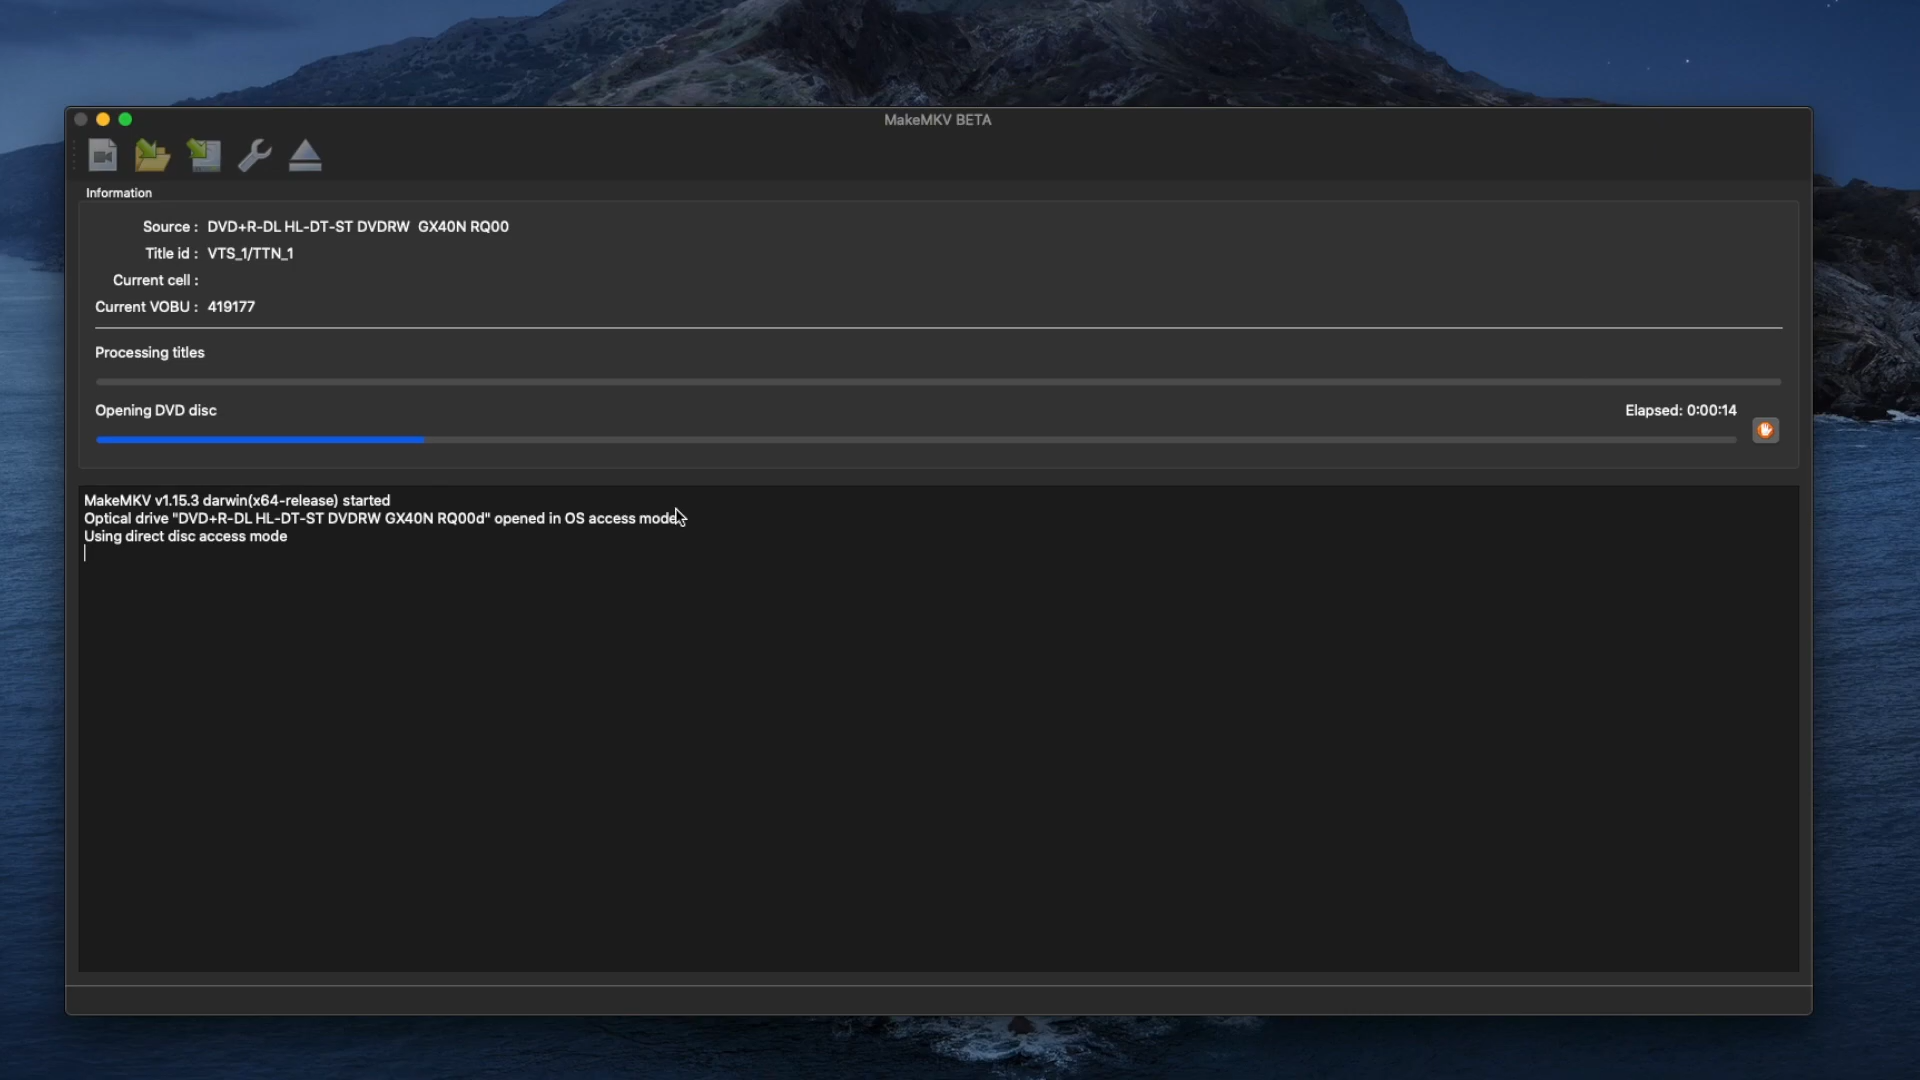 MakeMKV BETA
Information
Source : DVD+R-DL HL-DT-ST DVDRW  GX40N RQ00
Title id : VTS_1/TTN_1
Current cell :
Current VOBU : 419177
Processing titles
Opening DVD disc
Elapsed: 0:00:14
MakeMKV v1.15.3 darwin(x64-release) started
Optical drive "DVD+R-DL HL-DT-ST DVDRW GX40N RQ00d" opened in OS access mode.
Using direct disc access mode